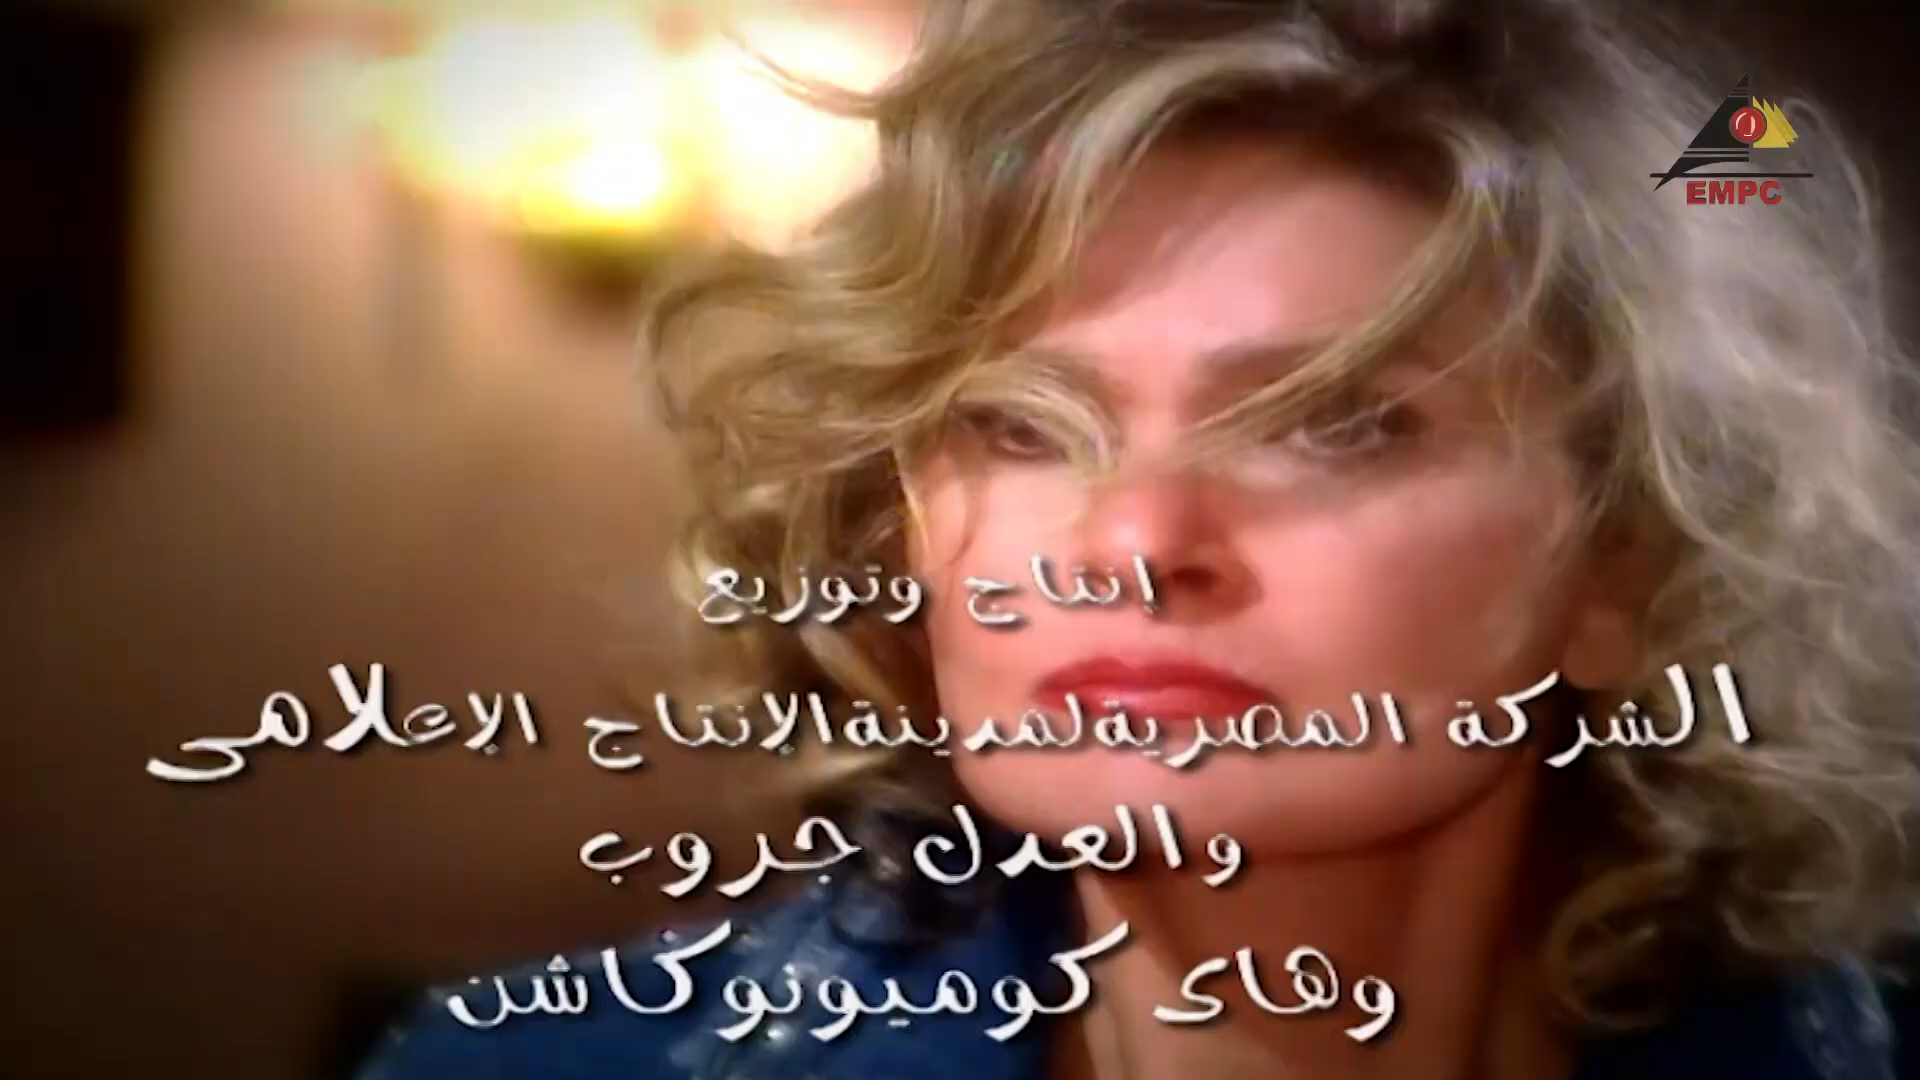 EMPC
إنتاج وتوزيع
الشركة المصرية لمدينة الإنتاج الإعلامى
والعدل جروب
وهاى كوميونوكاشن